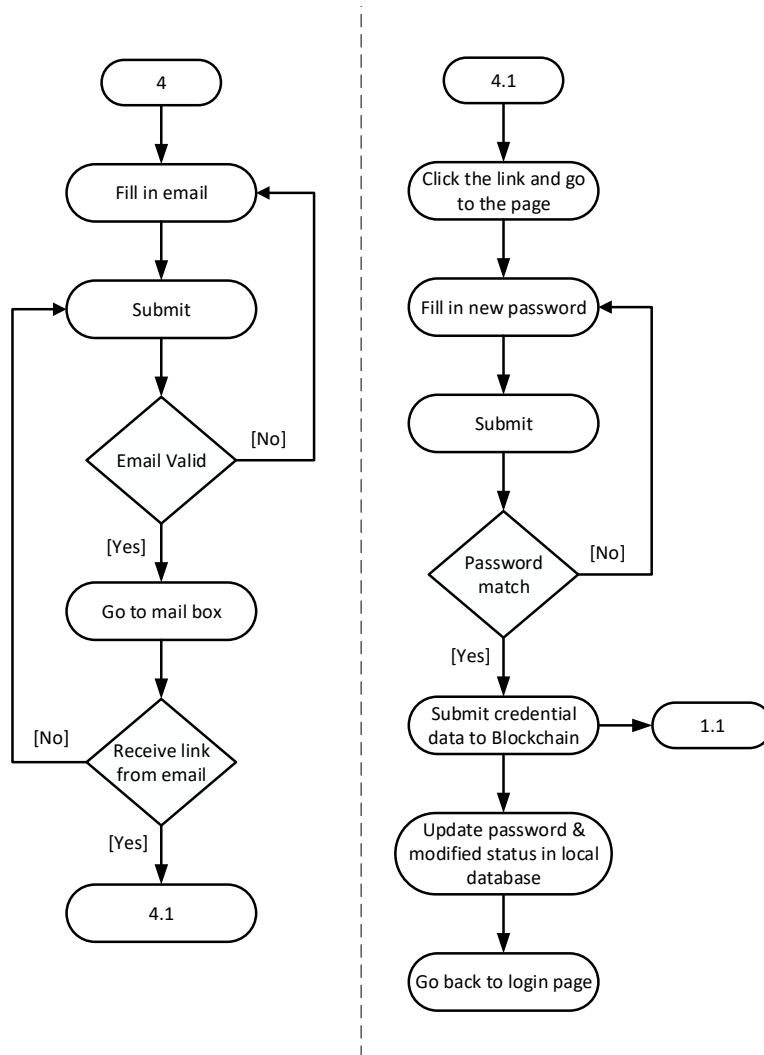 4
Fill in email
Submit
[No]
Email Valid
[Yes]
Go to mail box
[No]
Receive link
from email
[Yes]
4.1
4.1
Click the link and go
to the page
Fill in new password
Submit
[No]
Password
match
[Yes]
Submit credential
data to Blockchain
1.1
Update password &
modified status in local
database
Go back to login page